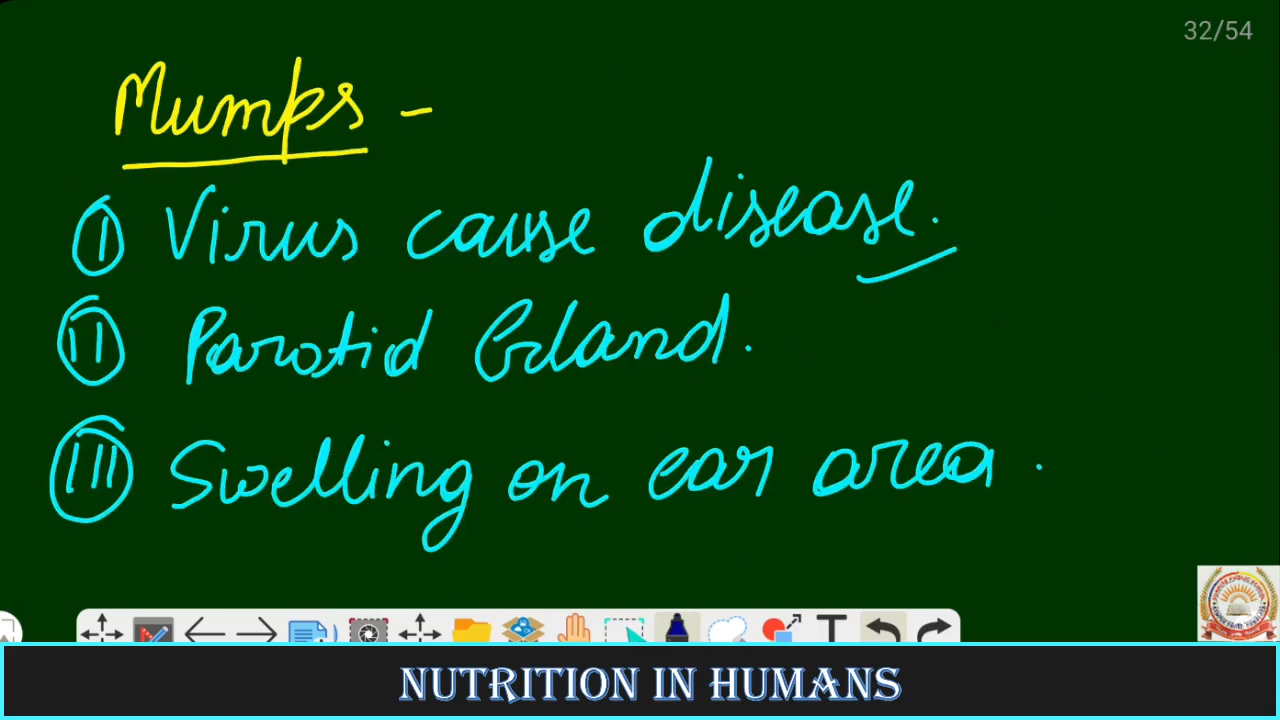 32/54
Mumps -
(I) Virus cause disease.
(II) Parotid Gland.
(III) Swelling on ear area.
T
NUTRITION IN HUMANS